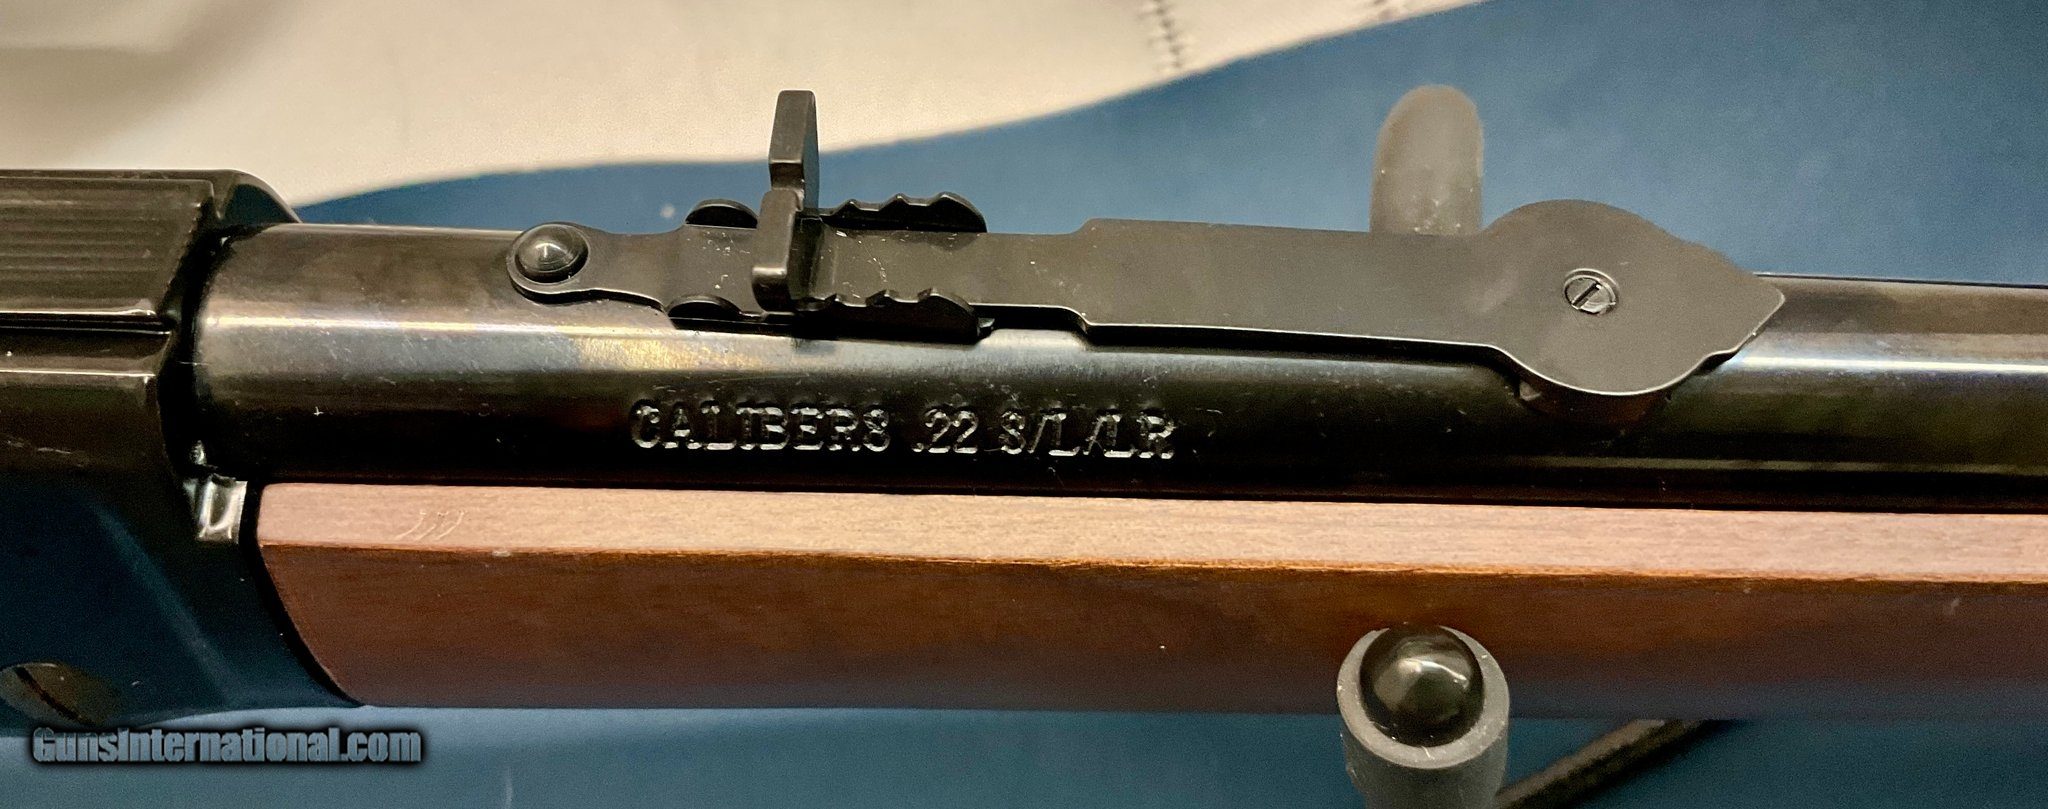 CALIBERS .22 S/L/LR
GunsInternational.com